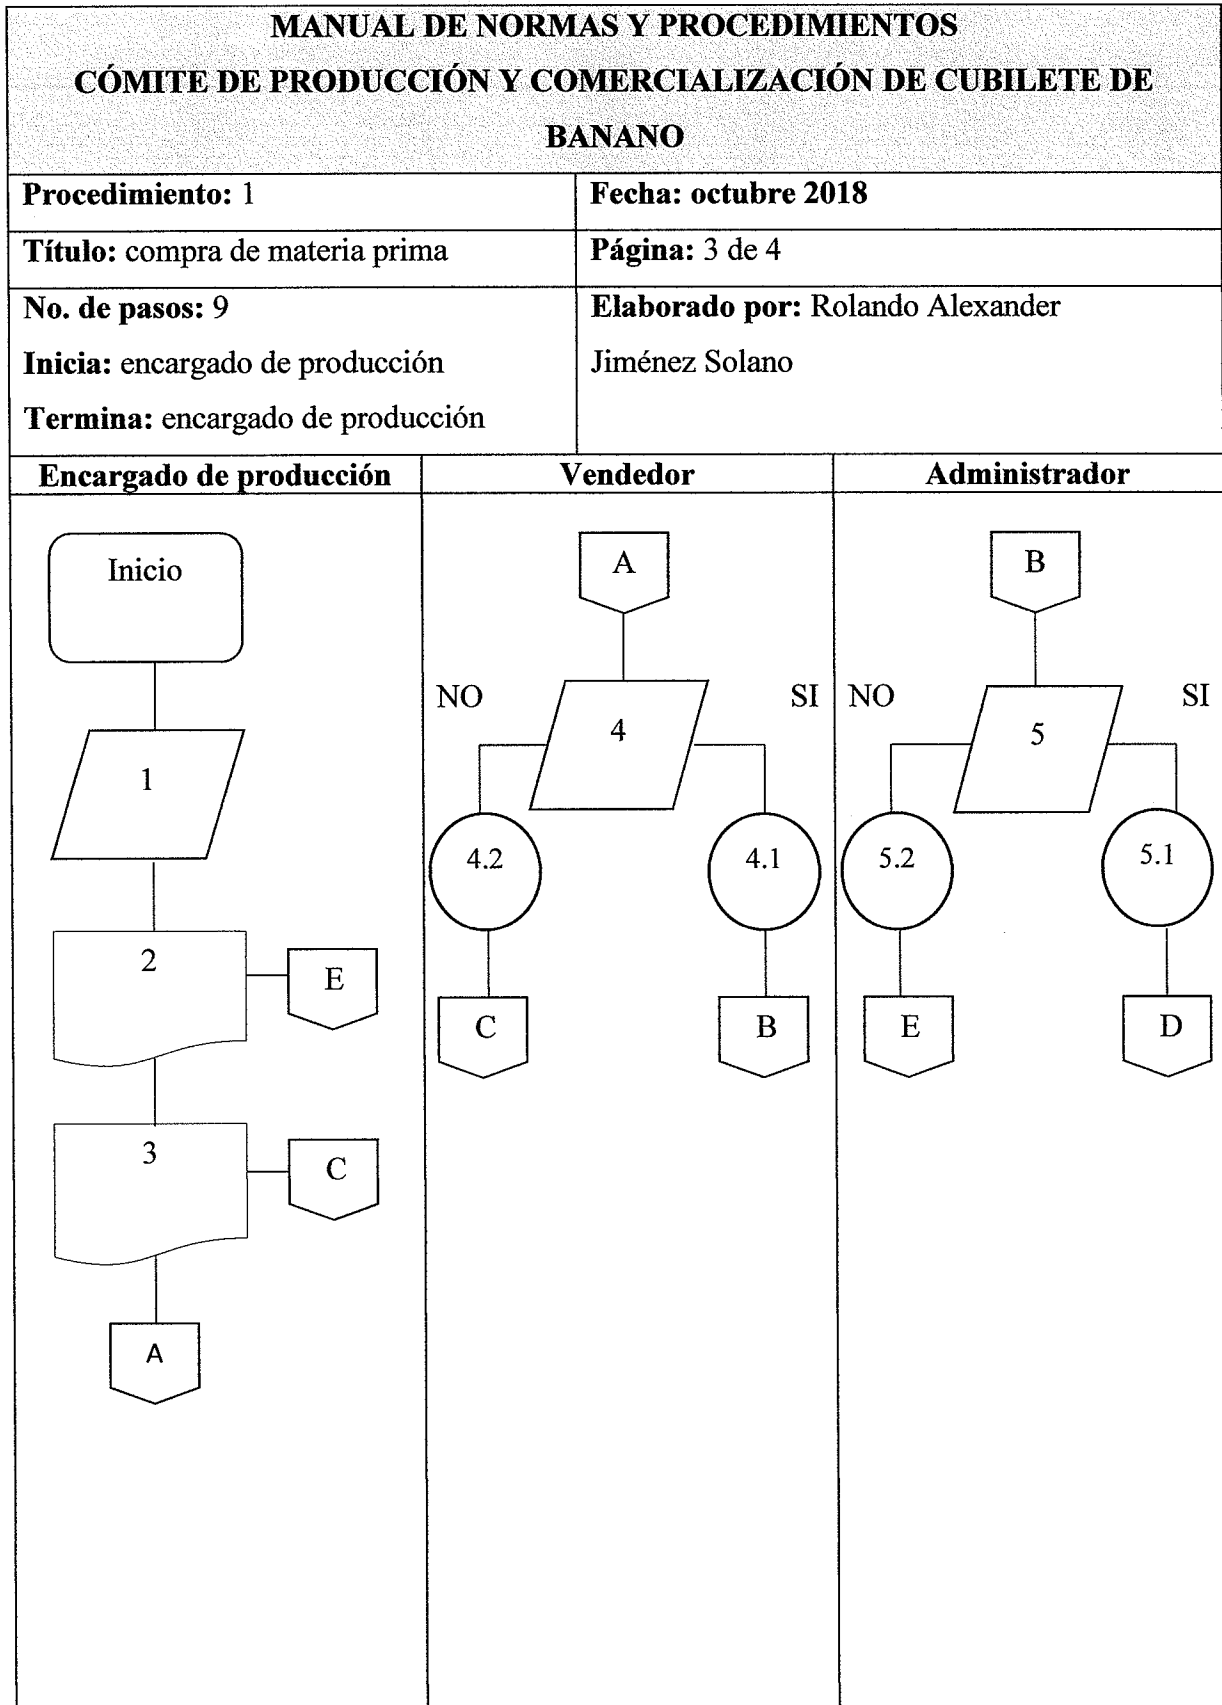 MANUAL DE NORMAS Y PROCEDIMIENTOS
CÓMITE DE PRODUCCIÓN Y COMERCIALIZACIÓN DE CUBILETE DE
BANANO
Procedimiento: 1
Fecha: octubre 2018
Título: compra de materia prima
Página: 3 de 4
No. de pasos: 9
Inicia: encargado de producción
Termina: encargado de producción
Elaborado por: Rolando Alexander
Jiménez Solano
Encargado de producción
Vendedor
Administrador
Inicio
1
2
E
3
C
A
A
NO
SI
4
4.2
4.1
C
B
B
NO
SI
5
5.2
5.1
E
D